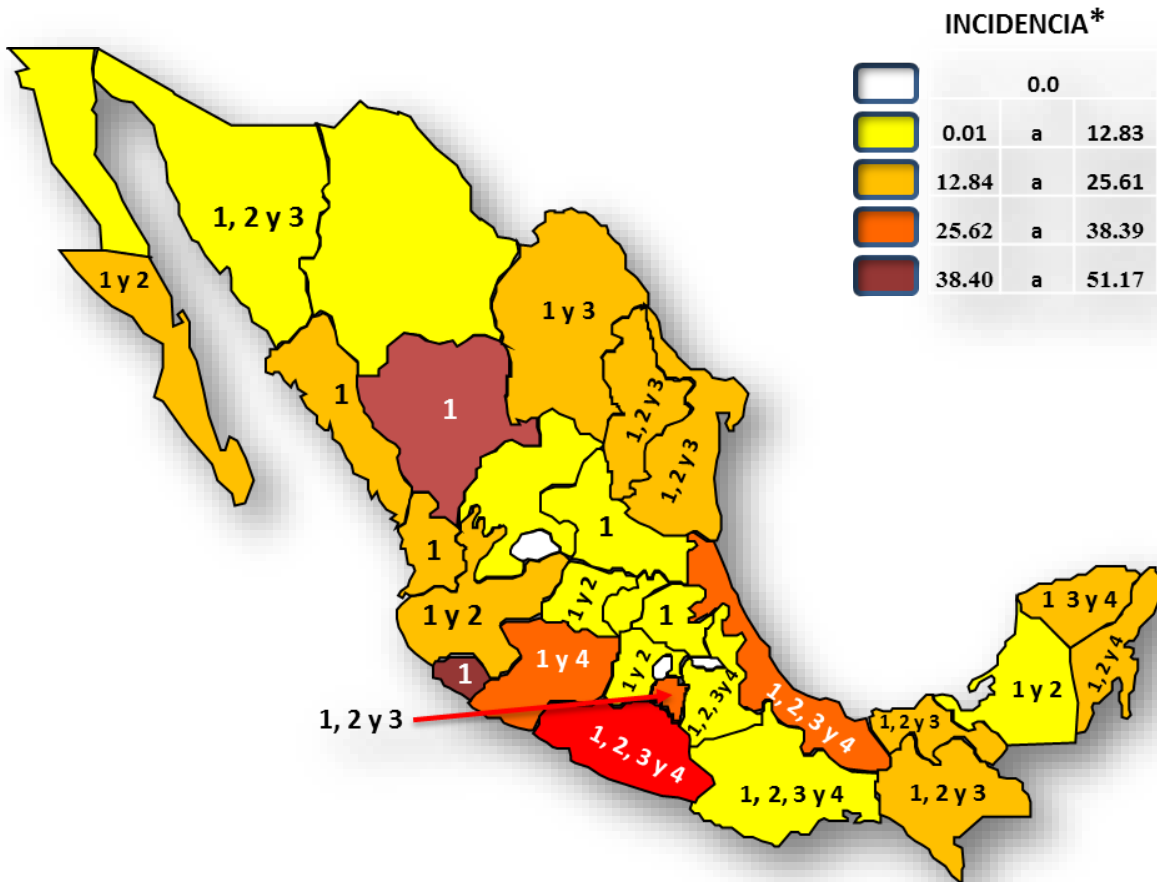 INCIDENCIA*
0.0
0.01 a 12.83
12.84 a 25.61
25.62 a 38.39
38.40 a 51.17
1, 2 y 3
1 y 2
1 y 3
1
1
1, 2 y 3
1, 2 y 3
1
1
1 y 2
1 y 2
1
1 y 4
1
1 y 2
1, 2, 3 y 4
1, 2 y 3
1, 2, 3 y 4
1, 2, 3 y 4
1, 2, 3 y 4
1, 2 y 3
1, 2 y 3
1 y 2
1 3 y 4
1, 2 y 4